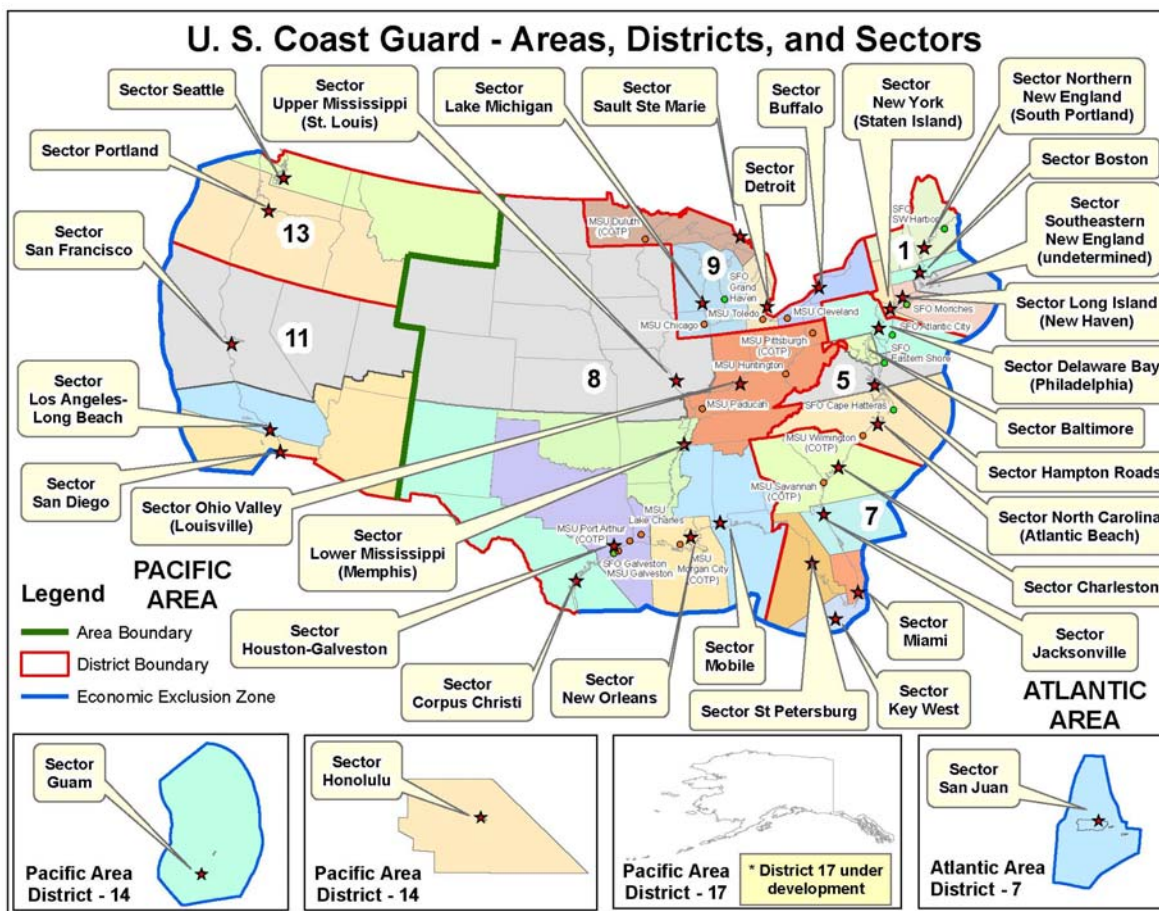 U. S. Coast Guard - Areas, Districts, and Sectors
Sector Seattle
Sector
Upper Mississippi
(St. Louis)
Sector
Lake Michigan
Sector
Sault Ste Marie
Sector
Buffalo
Sector
New York
(Staten Island)
Sector Northern
New England
(South Portland)
Sector Portland
Sector
Detroit
Sector Boston
Sector
San Francisco
Sector
Southeastern
New England
(undetermined)
Sector Long Island
(New Haven)
Sector Delaware Bay
(Philadelphia)
Sector Baltimore
Sector Hampton Roads
Sector North Carolina
(Atlantic Beach)
Sector Charleston
Sector
Jacksonville
Sector
Miami
Sector
Key West
Sector St Petersburg
Sector
Mobile
Sector
New Orleans
Sector
Corpus Christi
Sector
Houston-Galveston
Sector
Lower Mississippi
(Memphis)
Sector Ohio Valley
(Louisville)
Sector
San Diego
Sector
Los Angeles-
Long Beach
13
11
8
9
1
5
7
MSU Duluth
(COTP)
SFO
Grand
Haven
MSU Toledo
MSU Chicago
MSU Cleveland
MSU Pittsburgh
(COTP)
MSU Huntington
MSU Paducah
SFO
SW Harbor
SFO Moriches
SFO Atlantic City
SFO
Eastern Shore
SFO Cape Hatteras
MSU Wilmington
(COTP)
MSU Savannah
(COTP)
MSU
Lake Charles
MSU Port Arthur
(COTP)
SFO Galveston
MSU Galveston
MSU
Morgan City
(COTP)
PACIFIC
AREA
ATLANTIC
AREA
Legend
Area Boundary
District Boundary
Economic Exclusion Zone
Sector
Guam
Pacific Area
District - 14
Sector
Honolulu
Pacific Area
District - 14
Pacific Area
District - 17
* District 17 under
development
Sector
San Juan
Atlantic Area
District - 7